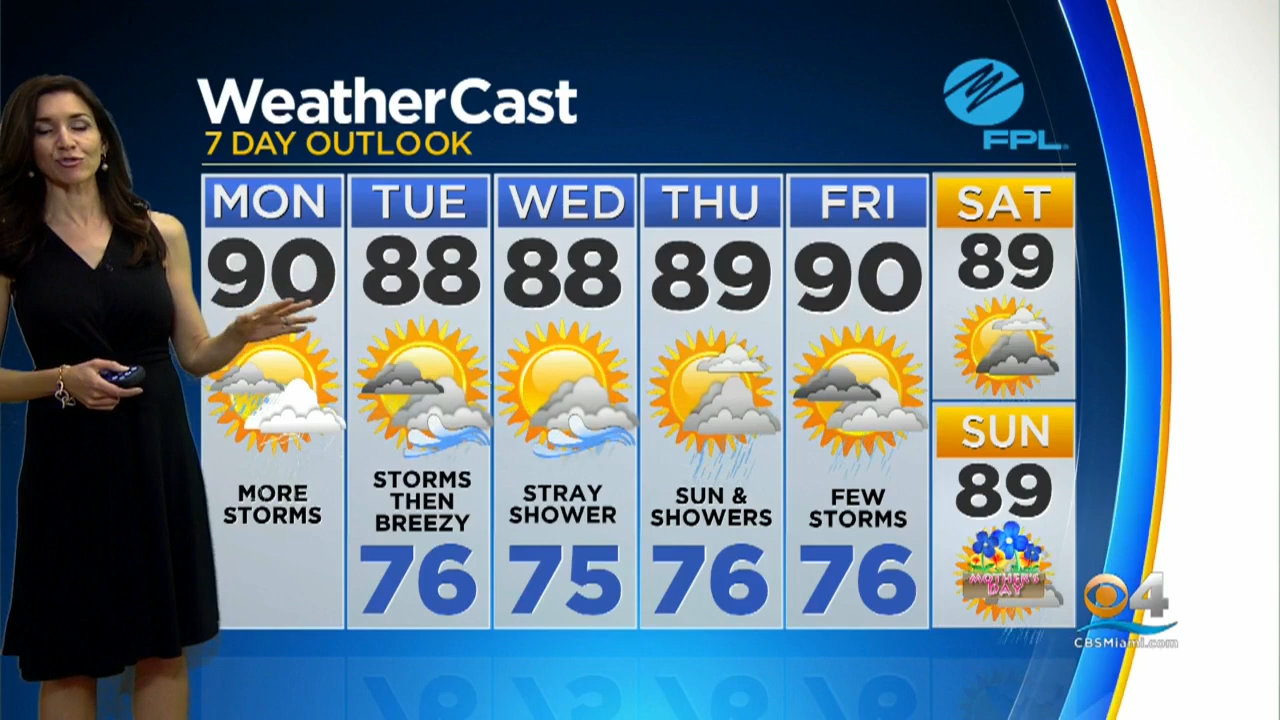 WeatherCast
7 DAY OUTLOOK
FPL
MON
90
MORE
STORMS
TUE
88
STORMS
THEN
BREEZY
76
WED
88
STRAY
SHOWER
75
THU
89
SUN &
SHOWERS
76
FRI
90
FEW
STORMS
76
SAT
89
SUN
89
MOTHER'S
DAY
4
CBSMiami.com